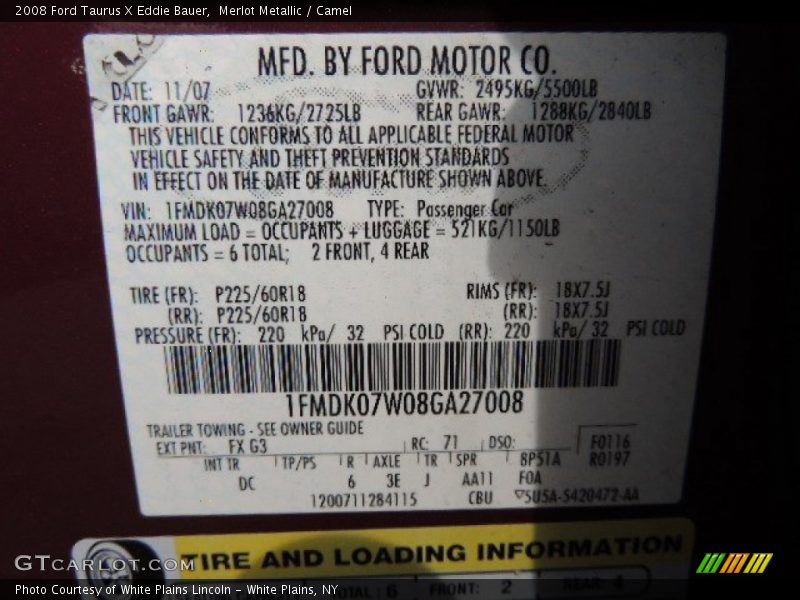 2008 Ford Taurus X Eddie Bauer,  Merlot Metallic / Camel
MFD. BY FORD MOTOR CO.
DATE: 11/07 GVWR: 2495KG/5500LB
FRONT GAWR: 1236KG/2725LB REAR GAWR: 1288KG/2840LB
THIS VEHICLE CONFORMS TO ALL APPLICABLE FEDERAL MOTOR
VEHICLE SAFETY AND THEFT PREVENTION STANDARDS
IN EFFECT ON THE DATE OF MANUFACTURE SHOWN ABOVE.
VIN: 1FMDK07W08GA27008 TYPE: Passenger Car
MAXIMUM LOAD = OCCUPANTS + LUGGAGE = 521KG/1150LB
OCCUPANTS = 6 TOTAL; 2 FRONT, 4 REAR
TIRE (FR): P225/60R18 RIMS (FR): 18X7.5J
(RR): P225/60R18 (RR): 18X7.5J
PRESSURE (FR): 220 kPa/ 32 PSI COLD (RR): 220 kPa/ 32 PSI COLD
1FMDK07W08GA27008
TRAILER TOWING - SEE OWNER GUIDE
EXT PNT: FX G3 RC: 71 DSO: F0116
INT TR TP/PS R AXLE TR SPR BP51A R0197
DC 6 3E J AA11 F0A
1200711284115 CBU 5U5A-5420472-AA
TIRE AND LOADING INFORMATION
GTCARLOT.COM
TOTAL: 6 FRONT: 2 REAR: 4
Photo Courtesy of White Plains Lincoln - White Plains, NY